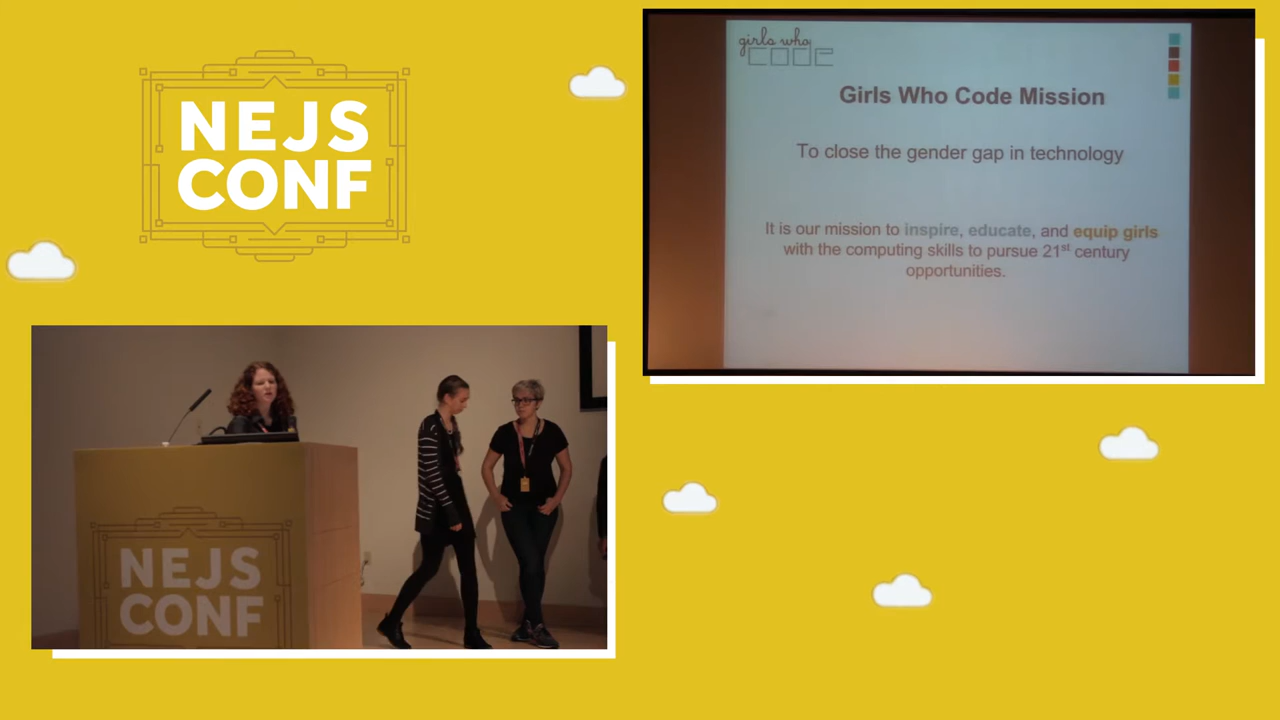 NEJS
CONF
girls who
CODE
Girls Who Code Mission
To close the gender gap in technology
It is our mission to inspire, educate, and equip girls
with the computing skills to pursue 21st century
opportunities.
NEJS
CONF